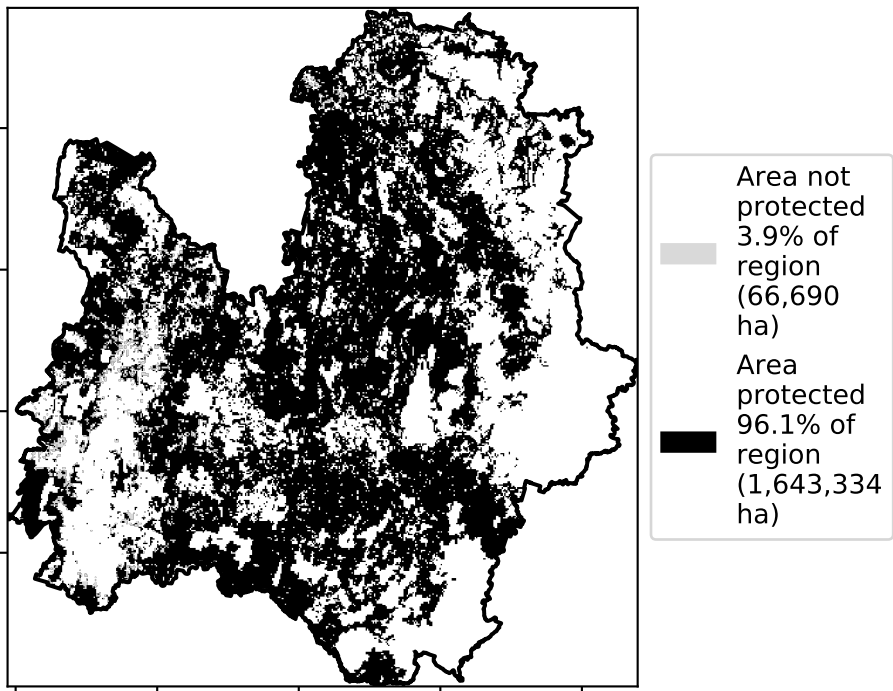 Area not
protected
3.9% of
region
(66,690
ha)
Area
protected
96.1% of
region
(1,643,334
ha)